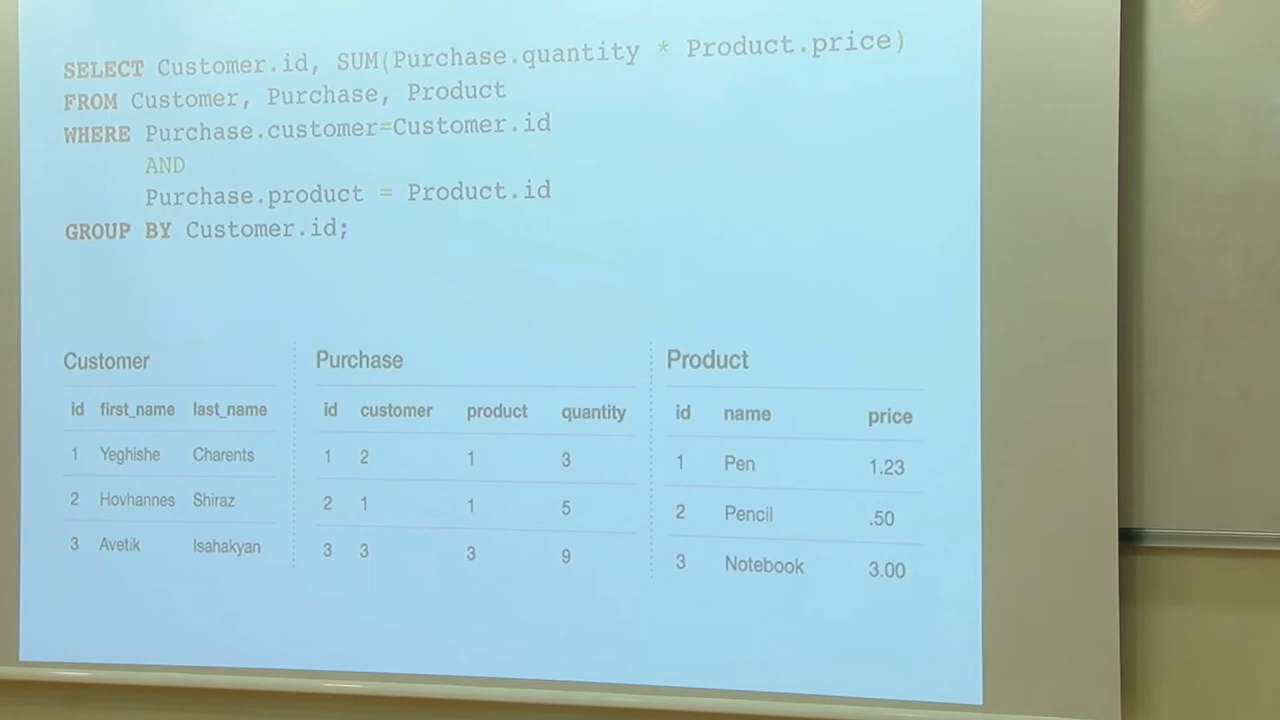 SELECT Customer.id, SUM(Purchase.quantity * Product.price)
FROM Customer, Purchase, Product
WHERE Purchase.customer=Customer.id
AND
Purchase.product = Product.id
GROUP BY Customer.id;
Customer
id first_name last_name
1 Yeghishe Charents
2 Hovhannes Shiraz
3 Avetik Isahakyan
Purchase
id customer product quantity
1 2 1 3
2 1 1 5
3 3 3 9
Product
id name price
1 Pen 1.23
2 Pencil .50
3 Notebook 3.00